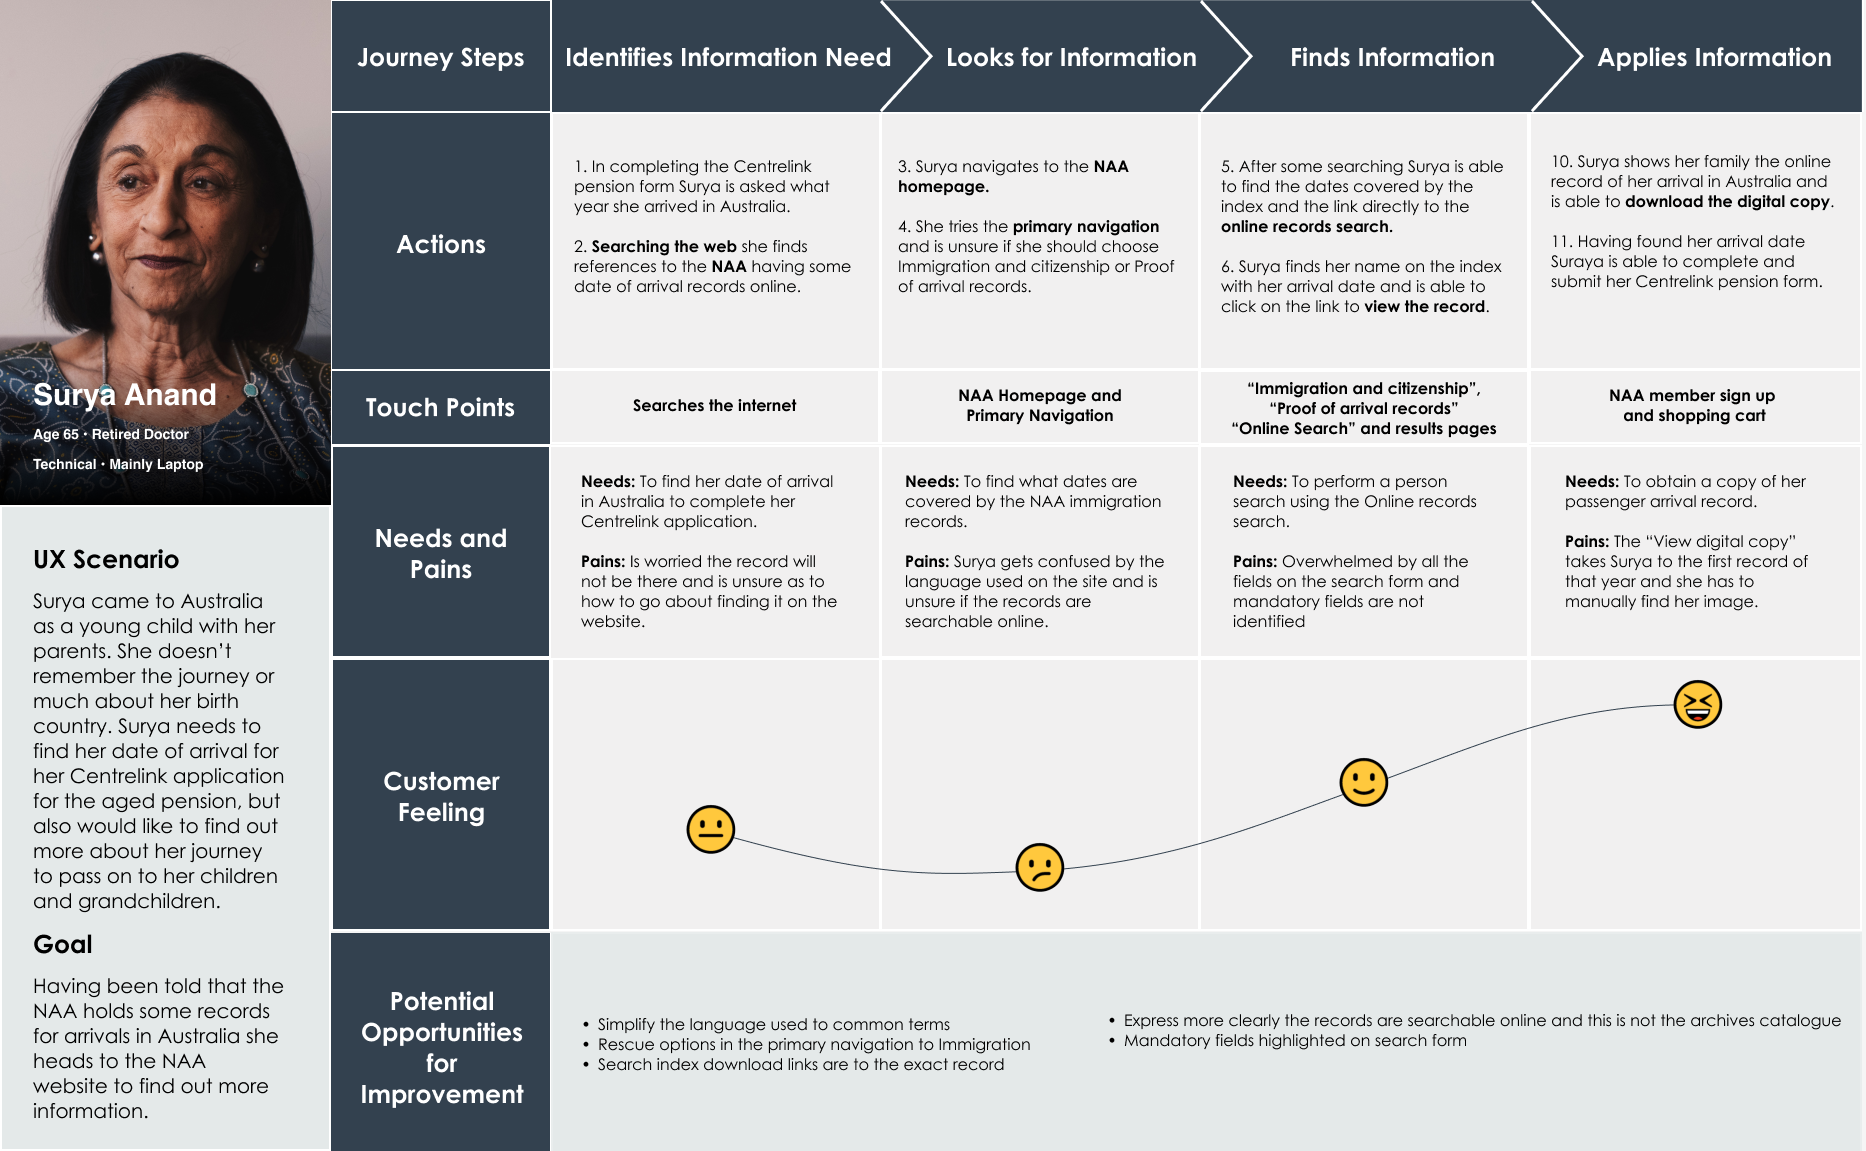 Surya Anand
Age 65 • Retired Doctor
Technical • Mainly Laptop
UX Scenario
Surya came to Australia
as a young child with her
parents. She doesn’t
remember the journey or
much about her birth
country. Surya needs to
find her date of arrival for
her Centrelink application
for the aged pension, but
also would like to find out
more about her journey
to pass on to her children
and grandchildren.
Goal
Having been told that the
NAA holds some records
for arrivals in Australia she
heads to the NAA
website to find out more
information.
Journey Steps
Identifies Information Need
Looks for Information
Finds Information
Applies Information
Actions
1. In completing the Centrelink
pension form Surya is asked what
year she arrived in Australia.
2. Searching the web she finds
references to the NAA having some
date of arrival records online.
3. Surya navigates to the NAA
homepage.
4. She tries the primary navigation
and is unsure if she should choose
Immigration and citizenship or Proof
of arrival records.
5. After some searching Surya is able
to find the dates covered by the
index and the link directly to the
online records search.
6. Surya finds her name on the index
with her arrival date and is able to
click on the link to view the record.
10. Surya shows her family the online
record of her arrival in Australia and
is able to download the digital copy.
11. Having found her arrival date
Suraya is able to complete and
submit her Centrelink pension form.
Touch Points
Searches the internet
NAA Homepage and
Primary Navigation
“Immigration and citizenship”,
“Proof of arrival records”
“Online Search” and results pages
NAA member sign up
and shopping cart
Needs and
Pains
Needs: To find her date of arrival
in Australia to complete her
Centrelink application.
Pains: Is worried the record will
not be there and is unsure as to
how to go about finding it on the
website.
Needs: To find what dates are
covered by the NAA immigration
records.
Pains: Surya gets confused by the
language used on the site and is
unsure if the records are
searchable online.
Needs: To perform a person
search using the Online records
search.
Pains: Overwhelmed by all the
fields on the search form and
mandatory fields are not
identified
Needs: To obtain a copy of her
passenger arrival record.
Pains: The “View digital copy”
takes Surya to the first record of
that year and she has to
manually find her image.
Customer
Feeling
Potential
Opportunities
for
Improvement
• Simplify the language used to common terms
• Rescue options in the primary navigation to Immigration
• Search index download links are to the exact record
• Express more clearly the records are searchable online and this is not the archives catalogue
• Mandatory fields highlighted on search form